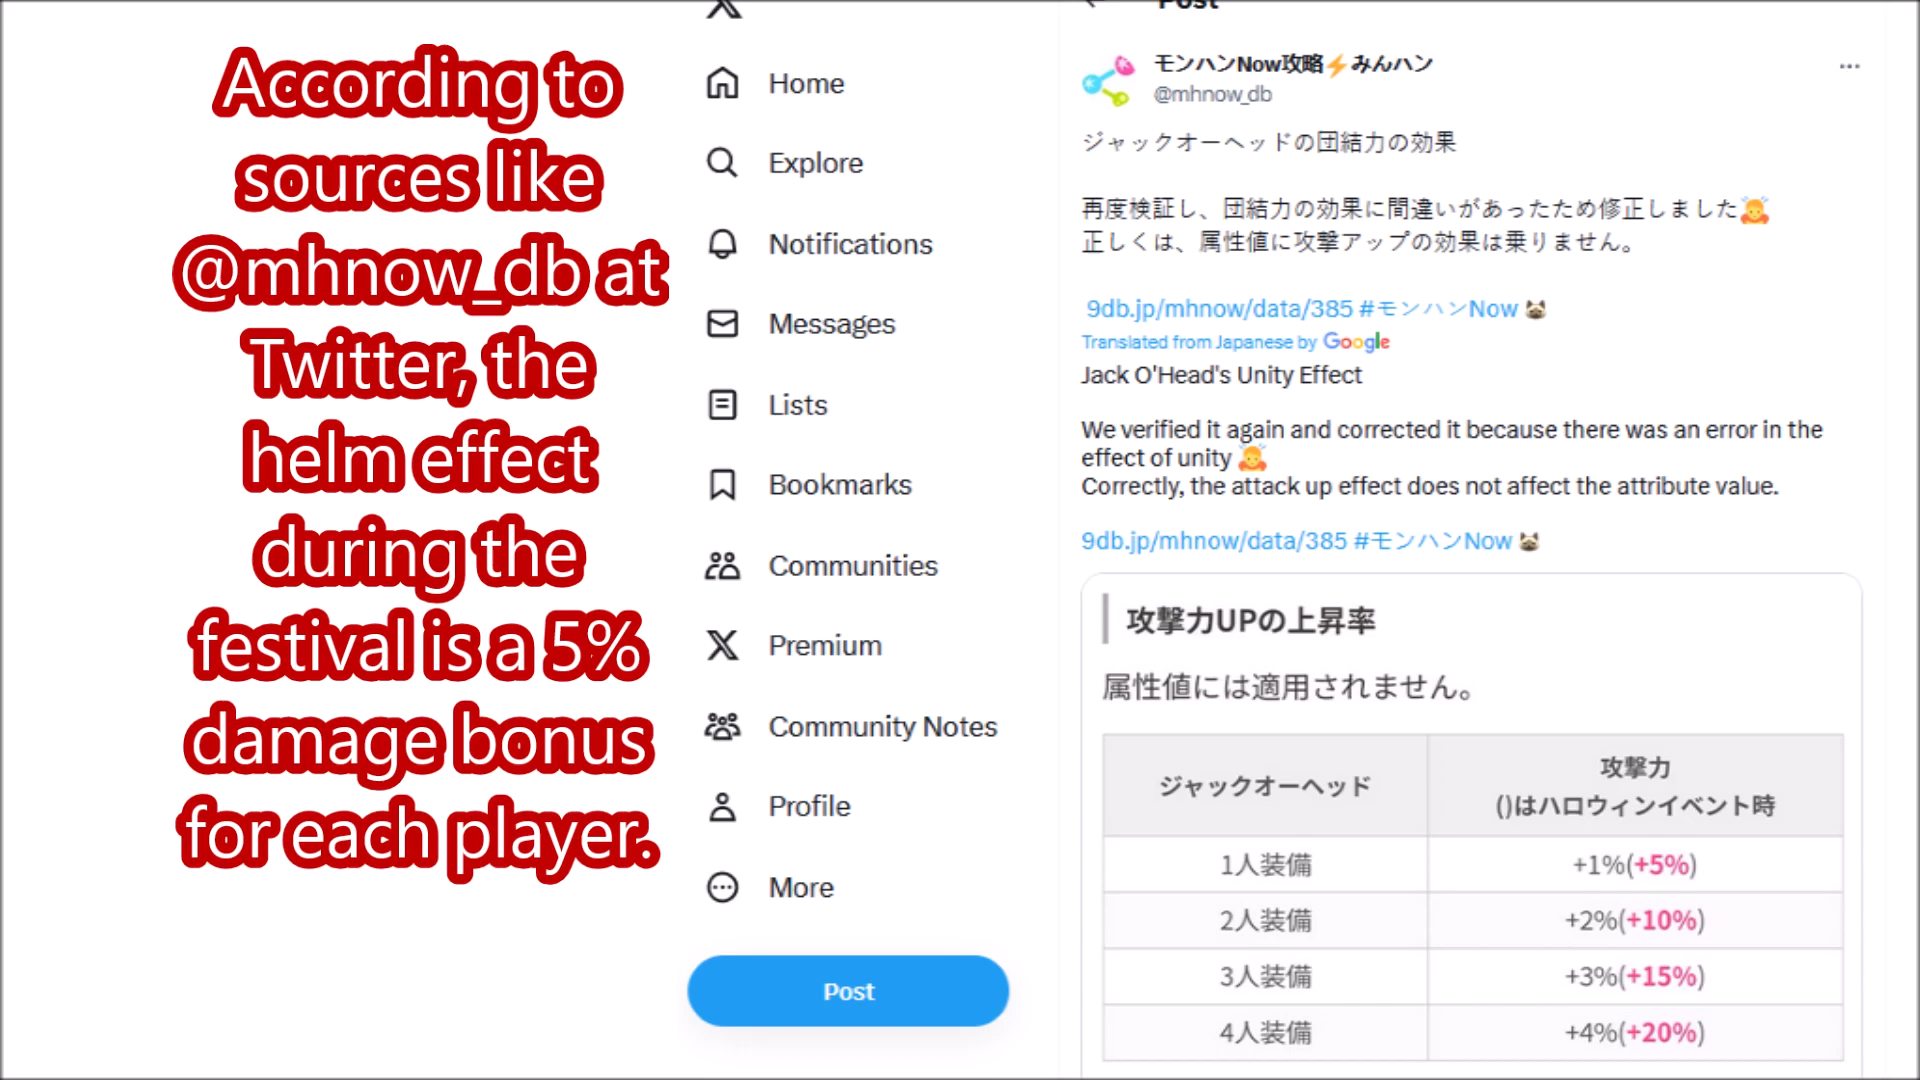 According to
sources like
@mhnow_db at
Twitter, the
helm effect
during the
festival is a 5%
damage bonus
for each player.
Home
Explore
Notifications
Messages
Lists
Bookmarks
Communities
Premium
Community Notes
Profile
More
Post
Post
モンハンNow攻略⚡みんハン
@mhnow_db
ジャックオーヘッドの団結力の効果
再度検証し、団結力の効果に間違いがあったため修正しました🙇
正しくは、属性値に攻撃アップの効果は乗りません。
9db.jp/mhnow/data/385 #モンハンNow
Translated from Japanese by Google
Jack O'Head's Unity Effect
We verified it again and corrected it because there was an error in the
effect of unity 🙇
Correctly, the attack up effect does not affect the attribute value.
9db.jp/mhnow/data/385 #モンハンNow
攻撃力UPの上昇率
属性値には適用されません。
ジャックオーヘッド
攻撃力
()はハロウィンイベント時
1人装備 +1%(+5%)
2人装備 +2%(+10%)
3人装備 +3%(+15%)
4人装備 +4%(+20%)